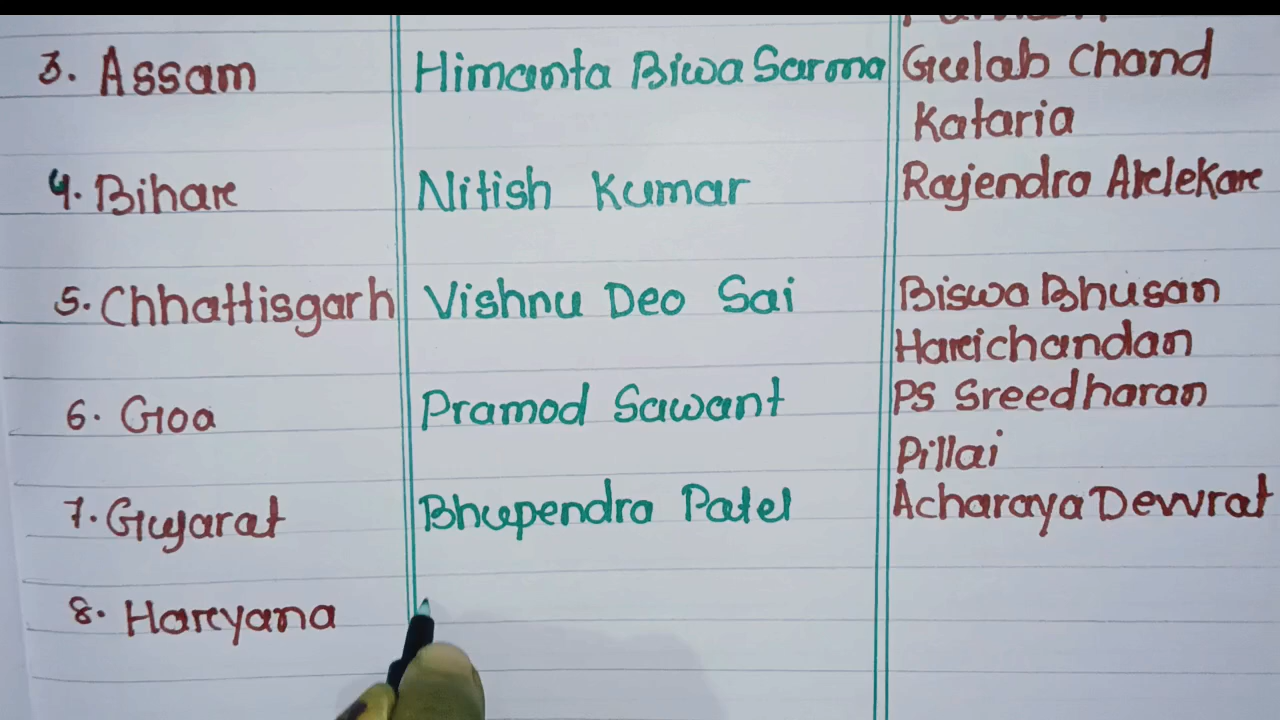 3. Assam Himanta Biwa Sarma Gulab Chand
Kataria
4. Bihar Nitish Kumar Rajendra Arlekar
5. Chhattisgarh Vishnu Deo Sai Biswa Bhusan
Harichandan
6. Goa Pramod Sawant PS Sreedharan
Pillai
7. Gujarat Bhupendra Patel Acharaya Devvrat
8. Haryana